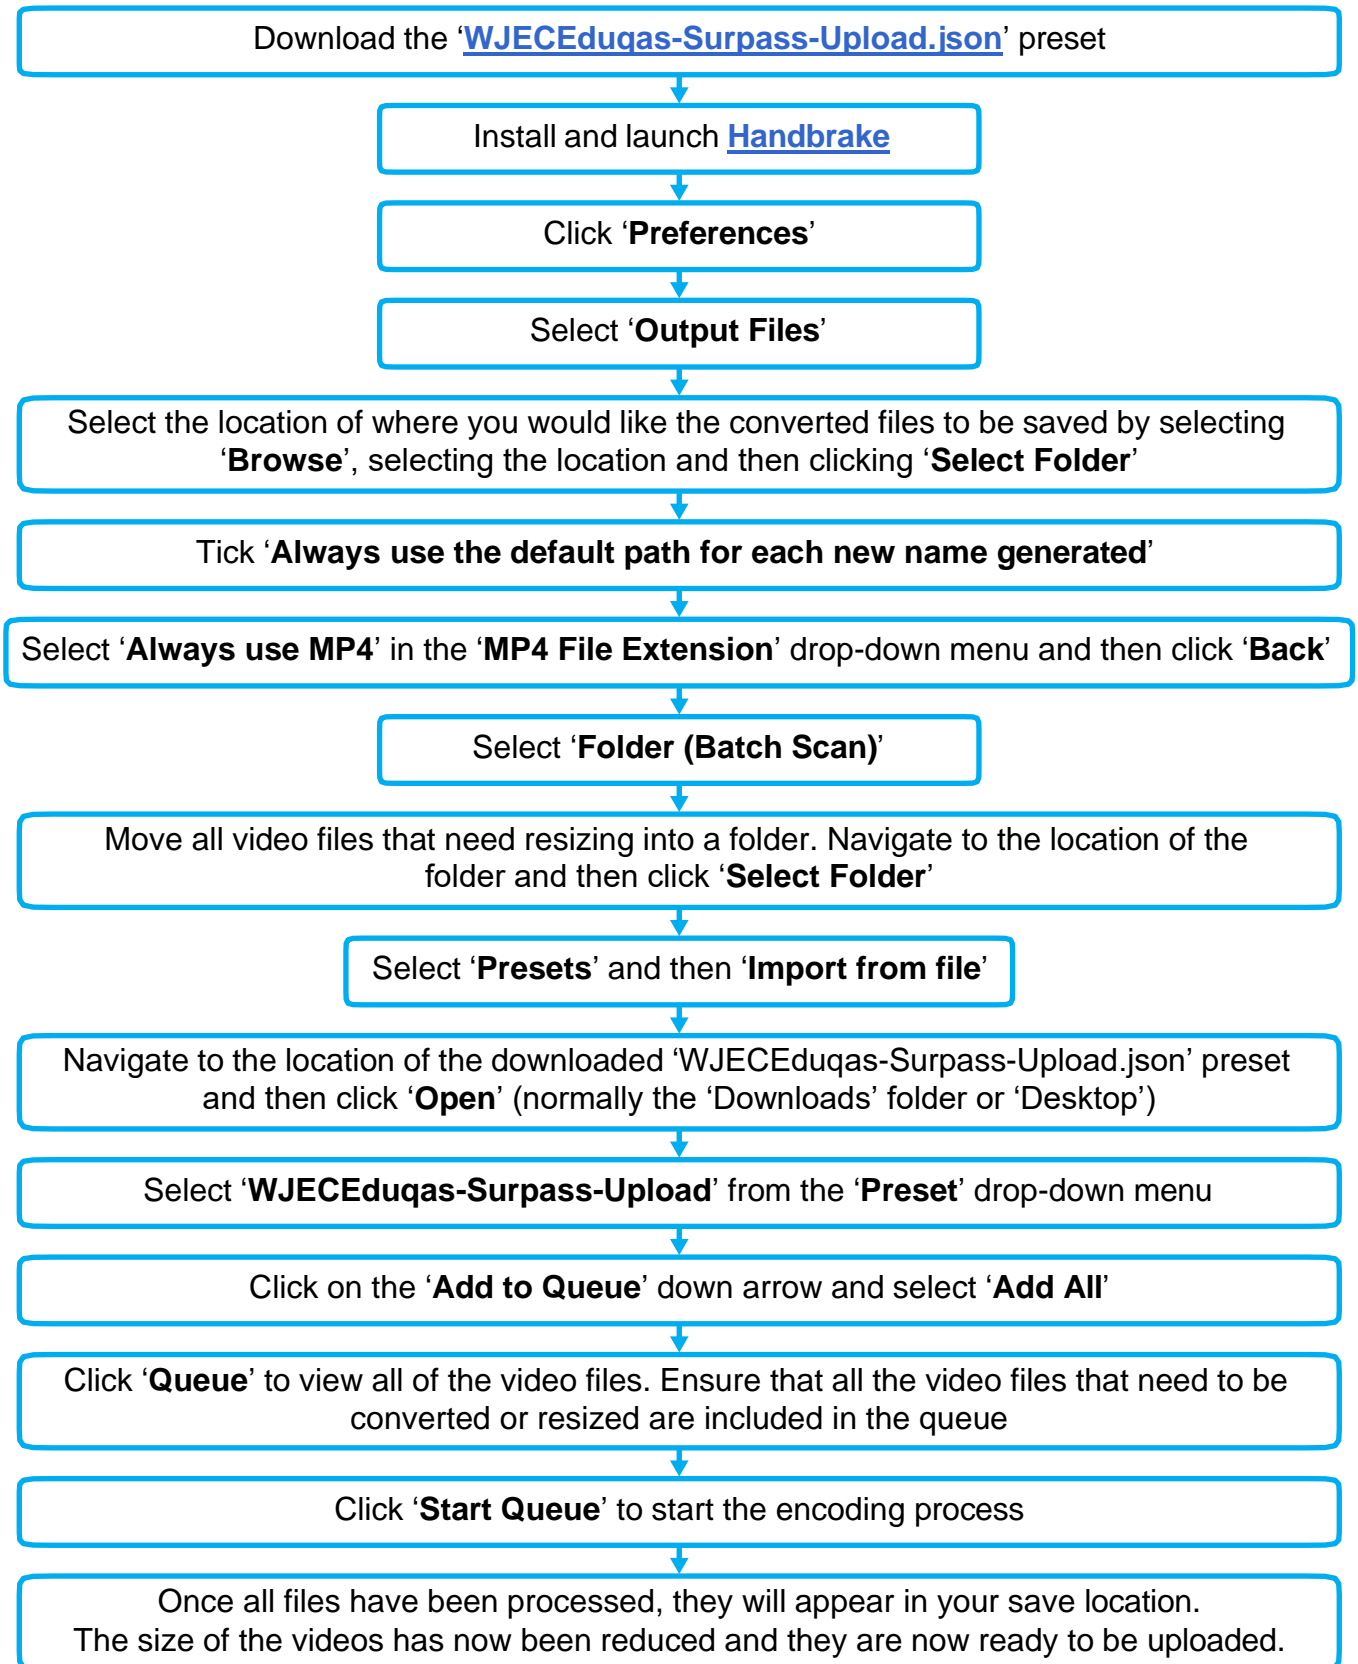 Download the ‘WJECEduqas-Surpass-Upload.json’ preset
Install and launch Handbrake
Click ‘Preferences’
Select ‘Output Files’
Select the location of where you would like the converted files to be saved by selecting
‘Browse’, selecting the location and then clicking ‘Select Folder’
Tick ‘Always use the default path for each new name generated’
Select ‘Always use MP4’ in the ‘MP4 File Extension’ drop-down menu and then click ‘Back’
Select ‘Folder (Batch Scan)’
Move all video files that need resizing into a folder. Navigate to the location of the
folder and then click ‘Select Folder’
Select ‘Presets’ and then ‘Import from file’
Navigate to the location of the downloaded ‘WJECEduqas-Surpass-Upload.json’ preset
and then click ‘Open’ (normally the ‘Downloads’ folder or ‘Desktop’)
Select ‘WJECEduqas-Surpass-Upload’ from the ‘Preset’ drop-down menu
Click on the ‘Add to Queue’ down arrow and select ‘Add All’
Click ‘Queue’ to view all of the video files. Ensure that all the video files that need to be
converted or resized are included in the queue
Click ‘Start Queue’ to start the encoding process
Once all files have been processed, they will appear in your save location.
The size of the videos has now been reduced and they are now ready to be uploaded.